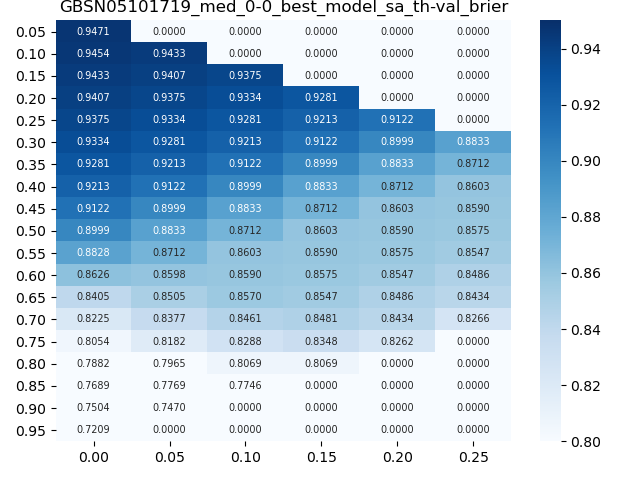 GBSN05101719_med_0-0_best_model_sa_th-val_brier
0.05 0.9471 0.0000 0.0000 0.0000 0.0000 0.0000
0.10 0.9454 0.9433 0.0000 0.0000 0.0000 0.0000
0.15 0.9433 0.9407 0.9375 0.0000 0.0000 0.0000
0.20 0.9407 0.9375 0.9334 0.9281 0.0000 0.0000
0.25 0.9375 0.9334 0.9281 0.9213 0.9122 0.0000
0.30 0.9334 0.9281 0.9213 0.9122 0.8999 0.8833
0.35 0.9281 0.9213 0.9122 0.8999 0.8833 0.8712
0.40 0.9213 0.9122 0.8999 0.8833 0.8712 0.8603
0.45 0.9122 0.8999 0.8833 0.8712 0.8603 0.8590
0.50 0.8999 0.8833 0.8712 0.8603 0.8590 0.8575
0.55 0.8828 0.8712 0.8603 0.8590 0.8575 0.8547
0.60 0.8626 0.8598 0.8590 0.8575 0.8547 0.8486
0.65 0.8405 0.8505 0.8570 0.8547 0.8486 0.8434
0.70 0.8225 0.8377 0.8461 0.8481 0.8434 0.8266
0.75 0.8054 0.8182 0.8288 0.8348 0.8262 0.0000
0.80 0.7882 0.7965 0.8069 0.8069 0.0000 0.0000
0.85 0.7689 0.7769 0.7746 0.0000 0.0000 0.0000
0.90 0.7504 0.7470 0.0000 0.0000 0.0000 0.0000
0.95 0.7209 0.0000 0.0000 0.0000 0.0000 0.0000
0.00 0.05 0.10 0.15 0.20 0.25
0.94
0.92
0.90
0.88
0.86
0.84
0.82
0.80